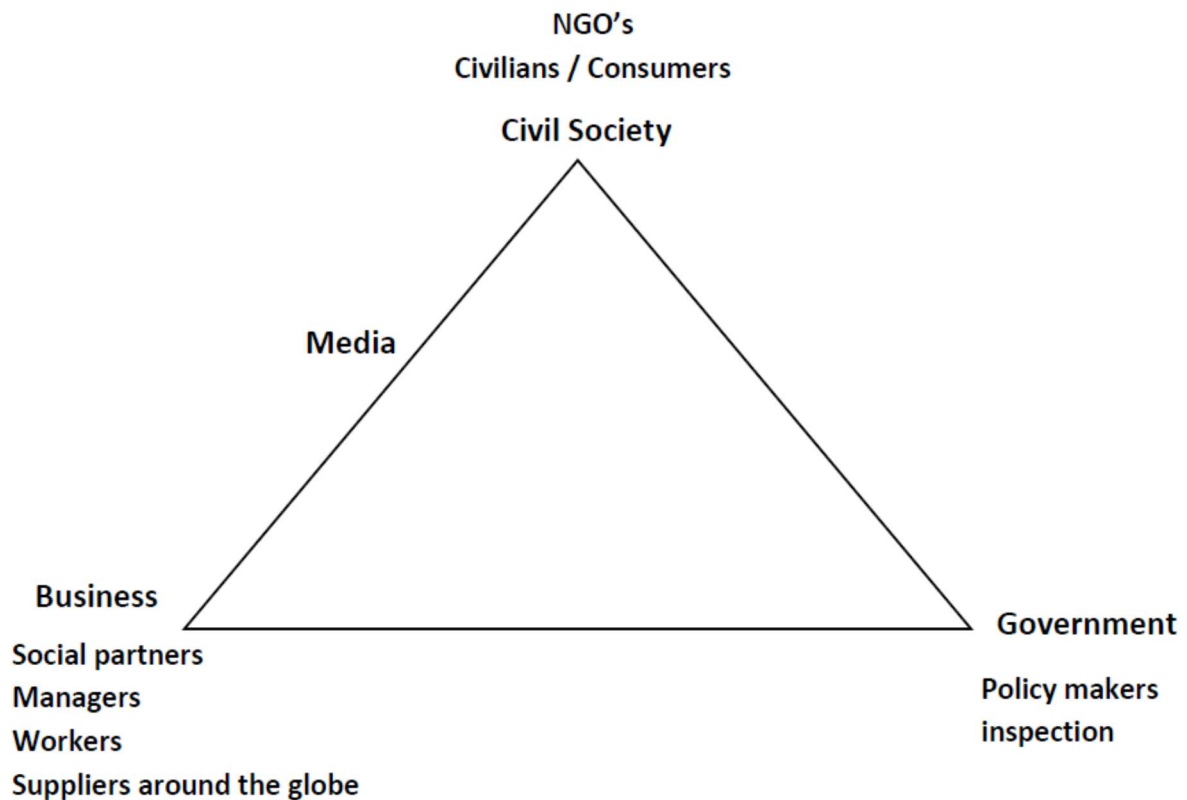 NGO’s
Civilians / Consumers
Civil Society
Media
Business
Social partners
Managers
Workers
Suppliers around the globe
Government
Policy makers
inspection